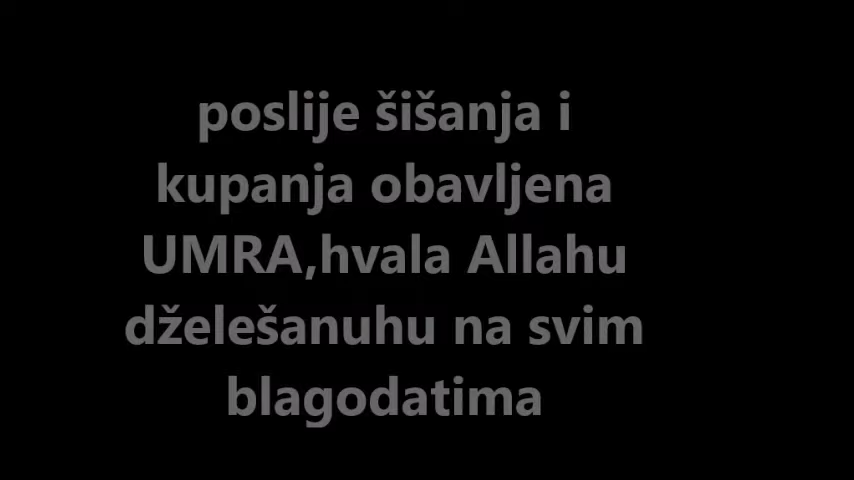 poslije šišanja i
kupanja obavljena
UMRA,hvala Allahu
dželešanuhu na svim
blagodatima